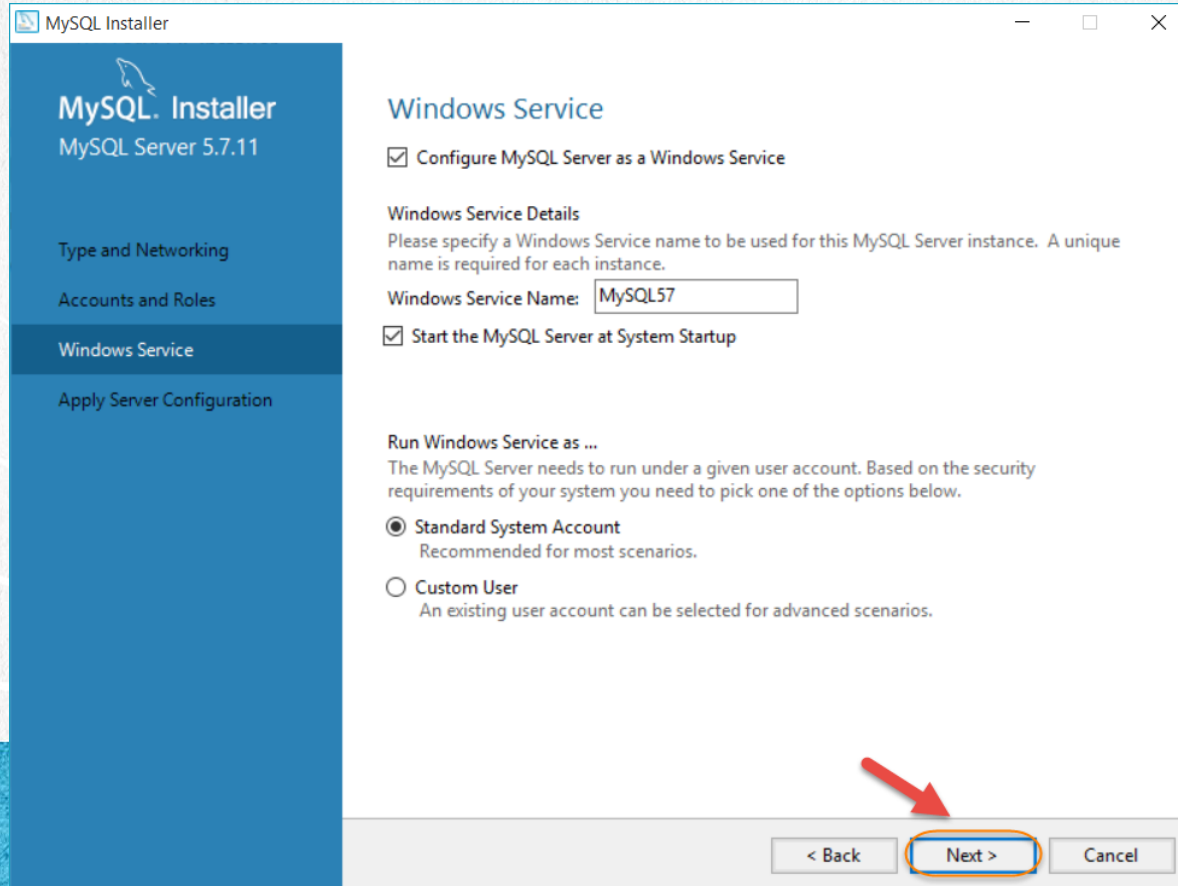 MySQL Installer
MySQL. Installer
MySQL Server 5.7.11
Type and Networking
Accounts and Roles
Windows Service
Apply Server Configuration
Windows Service
Configure MySQL Server as a Windows Service
Windows Service Details
Please specify a Windows Service name to be used for this MySQL Server instance. A unique
name is required for each instance.
Windows Service Name: MySQL57
Start the MySQL Server at System Startup
Run Windows Service as ...
The MySQL Server needs to run under a given user account. Based on the security
requirements of your system you need to pick one of the options below.
Standard System Account
Recommended for most scenarios.
Custom User
An existing user account can be selected for advanced scenarios.
< Back Next > Cancel